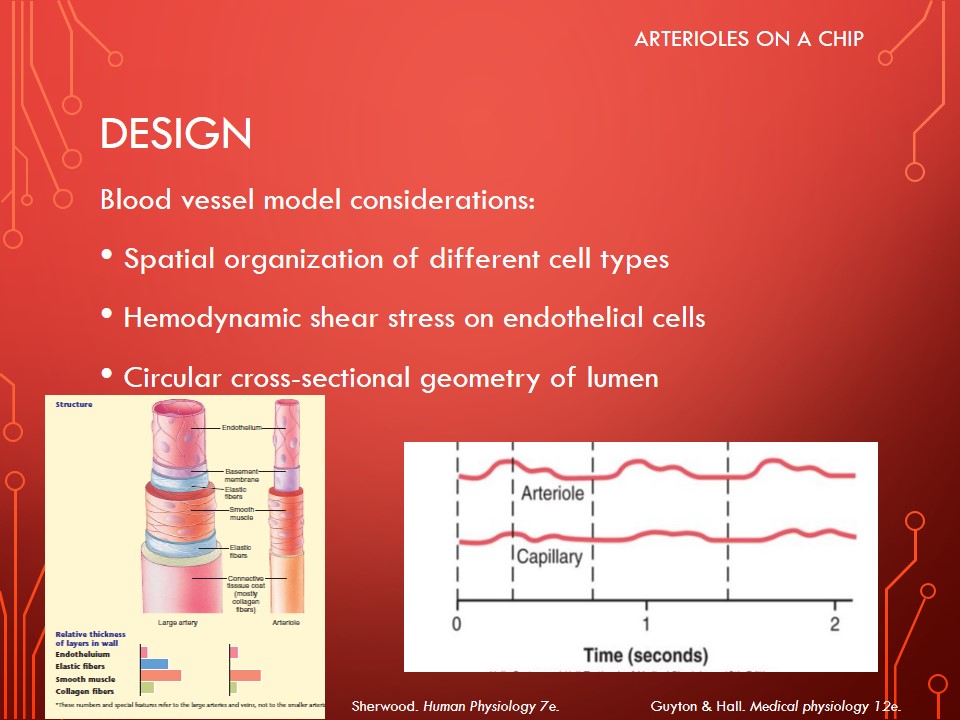 ARTERIOLES ON A CHIP
DESIGN
Blood vessel model considerations:
• Spatial organization of different cell types
• Hemodynamic shear stress on endothelial cells
• Circular cross-sectional geometry of lumen
Structure
Endothelium
Basement
membrane
Elastic
fibers
Smooth
muscle
Elastic
fibers
Connective
tisssue coat
(mostly
collagen
fibers)
Large artery
Arteriole
Relative thickness
of layers in wall
Endotheluium
Elastic fibers
Smooth muscle
Collagen fibers
*These numbers and special features refer to the large arteries and veins, not to the smaller
Arteriole
Capillary
0
1
2
Time (seconds)
Sherwood. Human Physiology 7e.
Guyton & Hall. Medical physiology 12e.